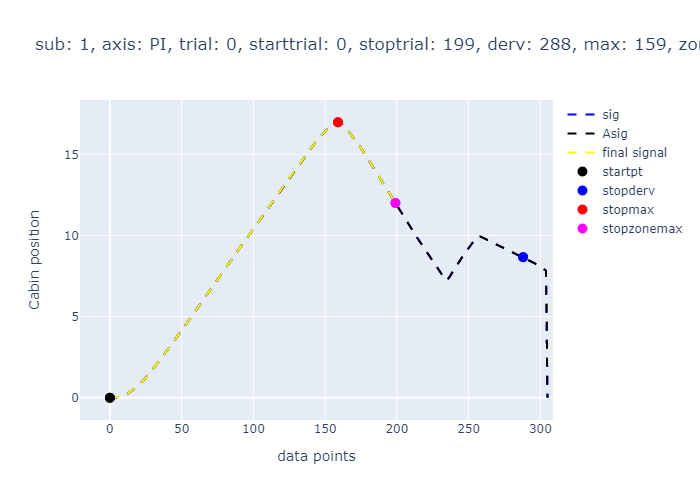 sub: 1, axis: PI, trial: 0, starttrial: 0, stoptrial: 199, derv: 288, max: 159, zor
Cabin position
15
10
5
0
0 50 100 150 200 250 300
data points
sig
Asig
final signal
startpt
stopderv
stopmax
stopzonemax